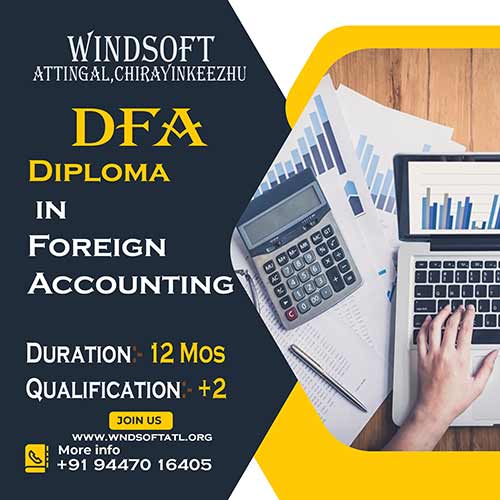 WINDSOFT
ATTINGAL,CHIRAYINKEEZHU
DFA
DIPLOMA
IN
FOREIGN
ACCOUNTING
DURATION:- 12 MOS
QUALIFICATION:- +2
JOIN US
WWW.WNDSOFTATL.ORG
More info
+91 94470 16405